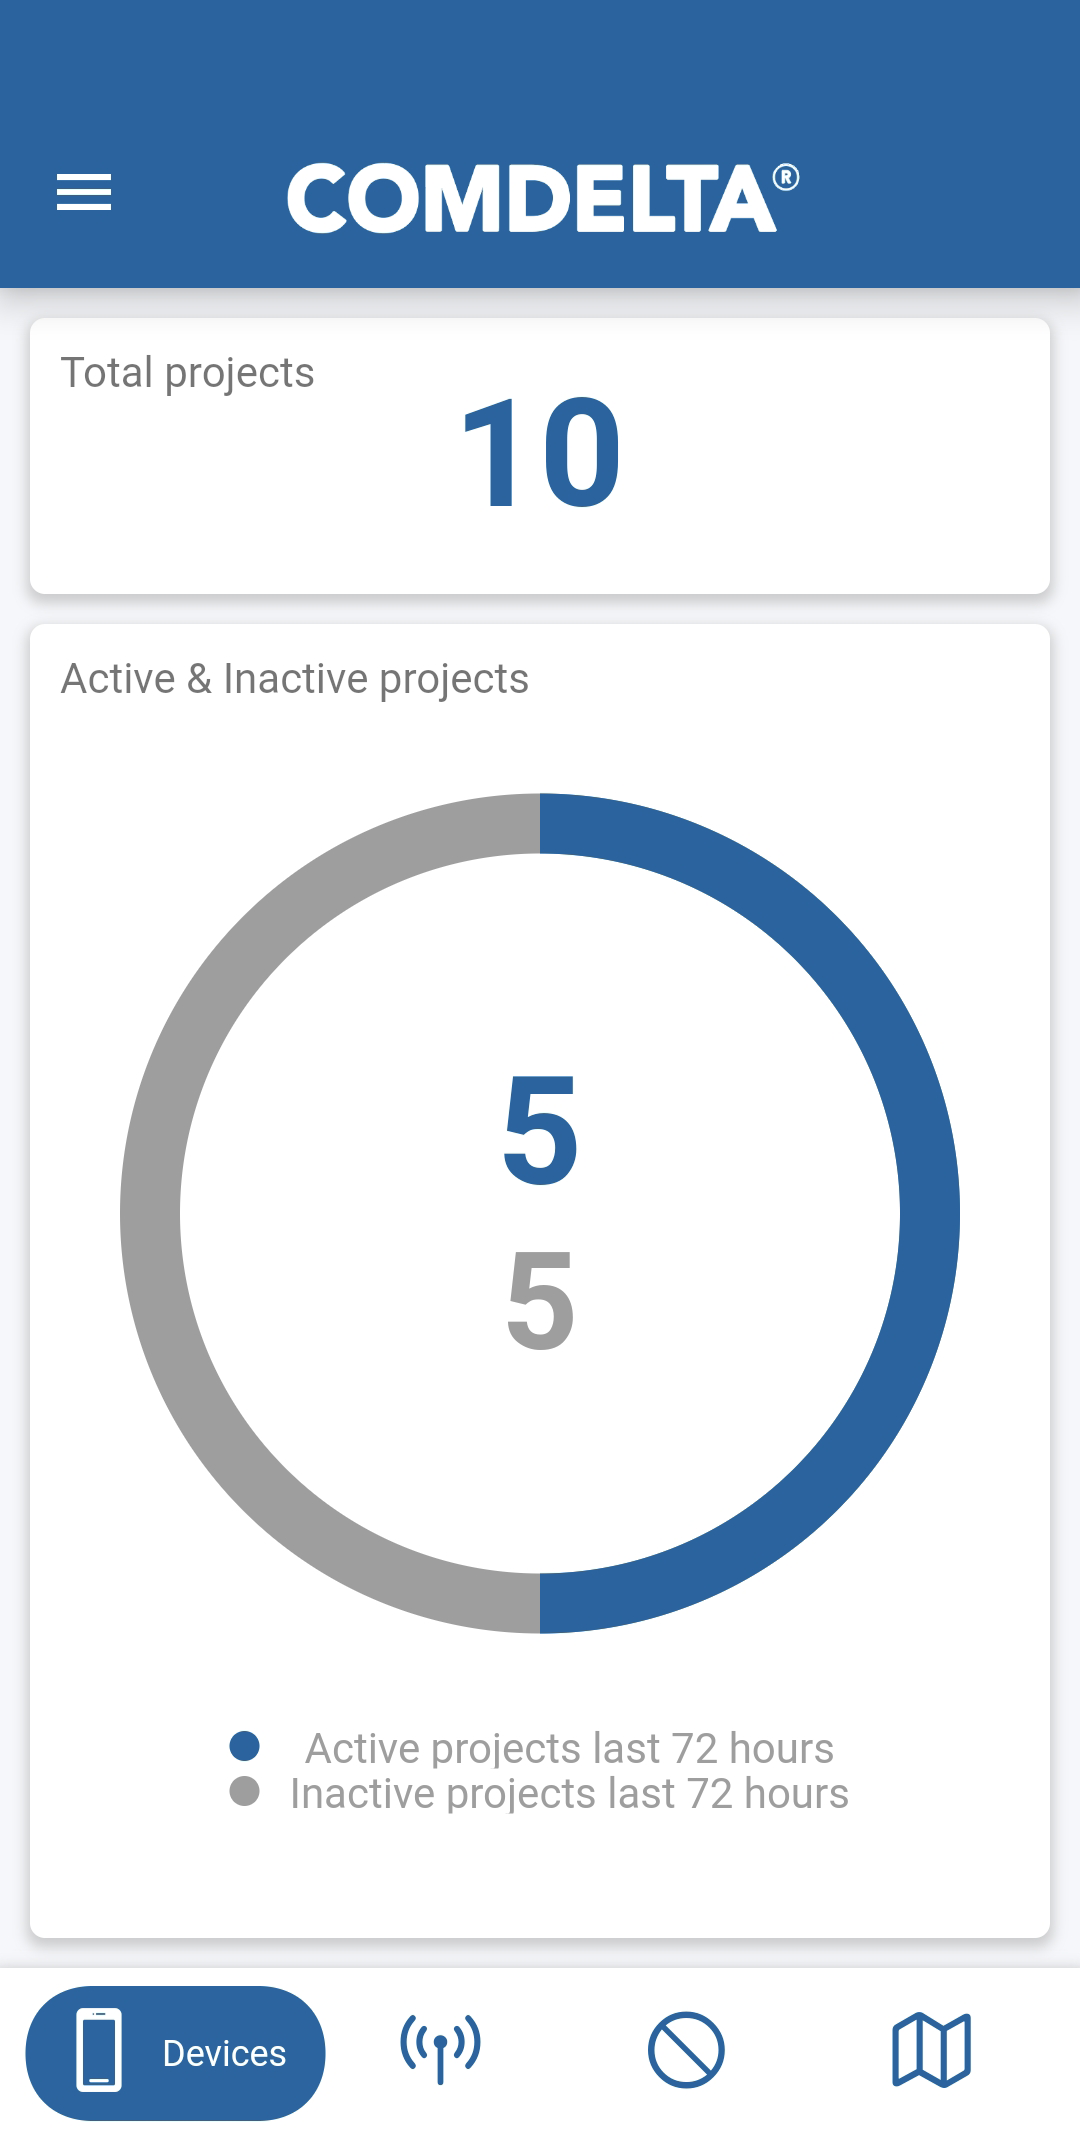 COMDELTA®
Total projects
10
Active & Inactive projects
5
5
Active projects last 72 hours
Inactive projects last 72 hours
Devices